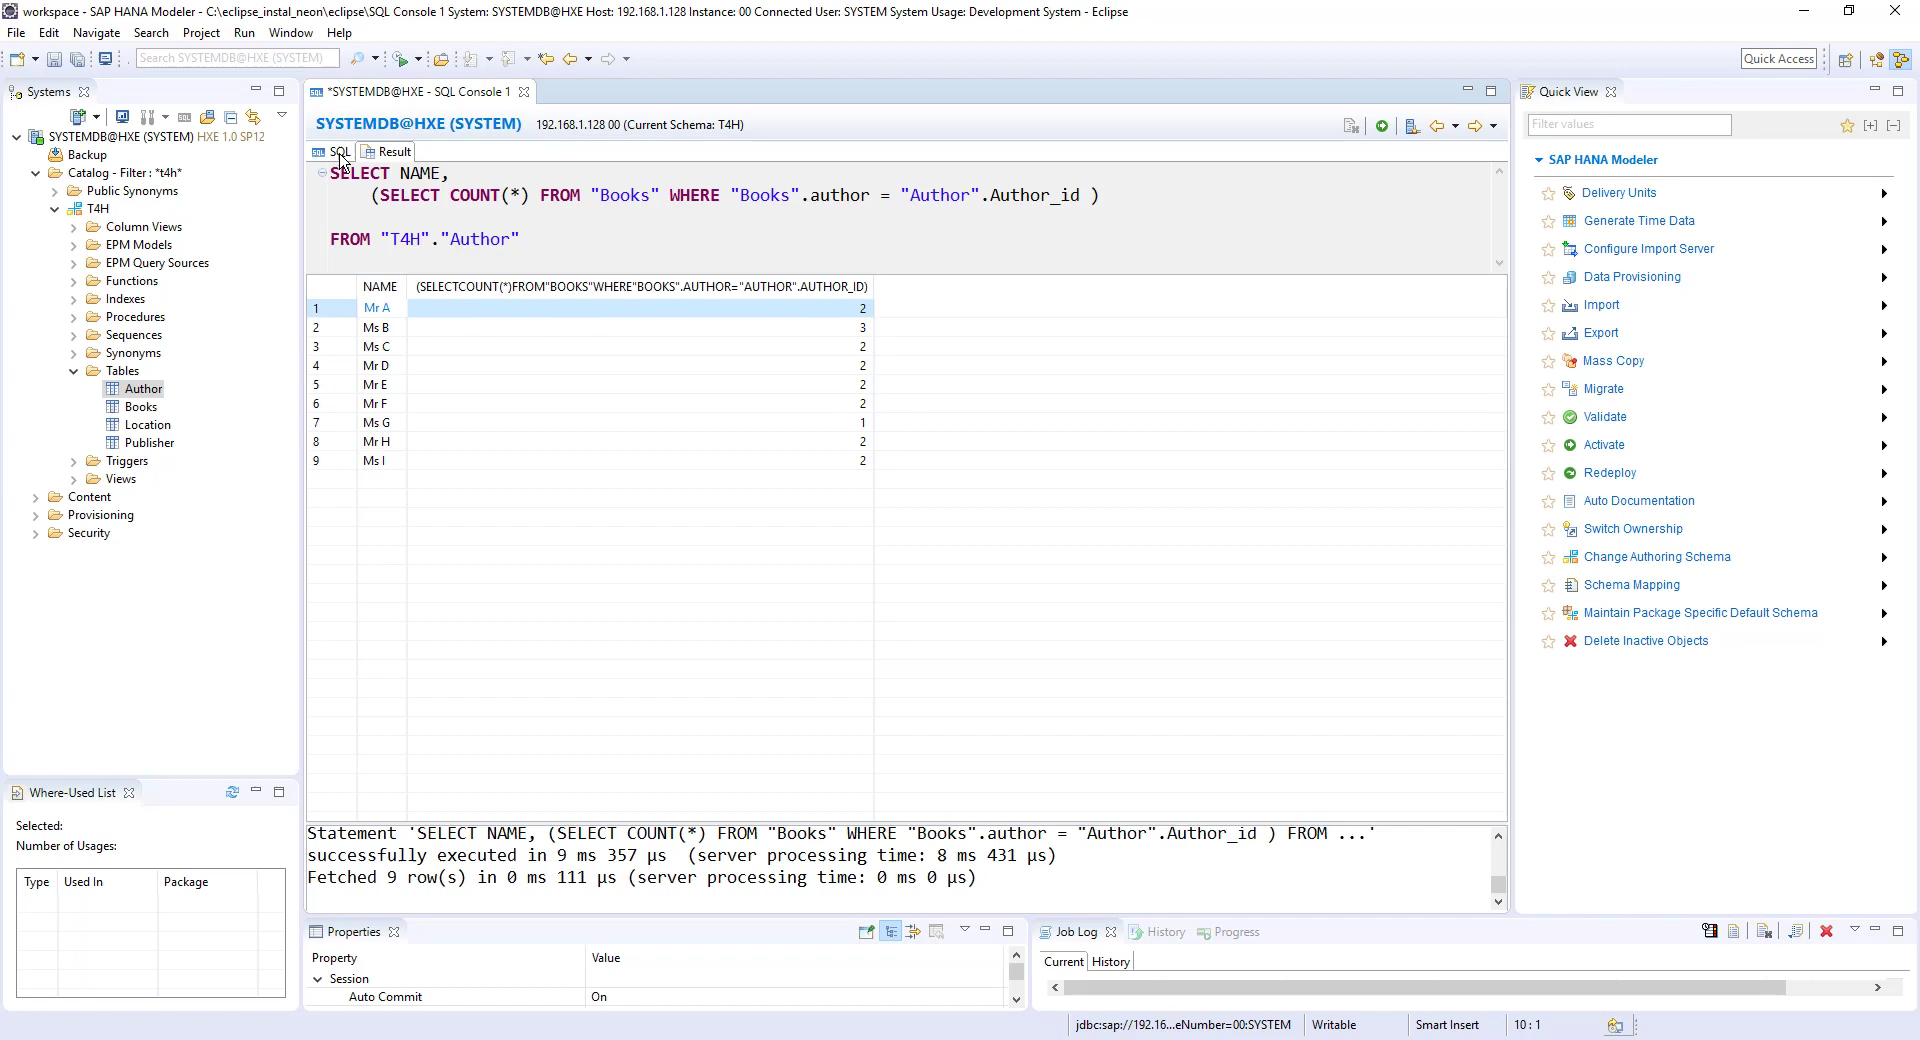 workspace - SAP HANA Modeler - C:\eclipse_instal_neon\eclipse\SQL Console 1 System: SYSTEMDB@HXE Host: 192.168.1.128 Instance: 00 Connected User: SYSTEM System Usage: Development System - Eclipse
File Edit Navigate Search Project Run Window Help
Search SYSTEMDB@HXE (SYSTEM)
Quick Access
Systems
SYSTEMDB@HXE (SYSTEM) HXE 1.0 SP12
Backup
Catalog - Filter : *t4h*
Public Synonyms
T4H
Column Views
EPM Models
EPM Query Sources
Functions
Indexes
Procedures
Sequences
Synonyms
Tables
Author
Books
Location
Publisher
Triggers
Views
Content
Provisioning
Security
Where-Used List
Selected:
Number of Usages:
Type Used In Package
*SYSTEMDB@HXE - SQL Console 1
SYSTEMDB@HXE (SYSTEM) 192.168.1.128 00 (Current Schema: T4H)
SQL Result
SELECT NAME,
(SELECT COUNT(*) FROM "Books" WHERE "Books".author = "Author".Author_id )
FROM "T4H"."Author"
NAME (SELECTCOUNT(*)FROM"BOOKS"WHERE"BOOKS".AUTHOR="AUTHOR".AUTHOR_ID)
1 Mr A 2
2 Ms B 3
3 Ms C 2
4 Mr D 2
5 Mr E 2
6 Mr F 2
7 Ms G 1
8 Mr H 2
9 Ms I 2
Statement 'SELECT NAME, (SELECT COUNT(*) FROM "Books" WHERE "Books".author = "Author".Author_id ) FROM ...'
successfully executed in 9 ms 357 µs (server processing time: 8 ms 431 µs)
Fetched 9 row(s) in 0 ms 111 µs (server processing time: 0 ms 0 µs)
Properties
Property Value
Session
Auto Commit On
Job Log History Progress
Current History
Quick View
Filter values
SAP HANA Modeler
Delivery Units
Generate Time Data
Configure Import Server
Data Provisioning
Import
Export
Mass Copy
Migrate
Validate
Activate
Redeploy
Auto Documentation
Switch Ownership
Change Authoring Schema
Schema Mapping
Maintain Package Specific Default Schema
Delete Inactive Objects
jdbc:sap://192.16...eNumber=00:SYSTEM Writable Smart Insert 10 : 1